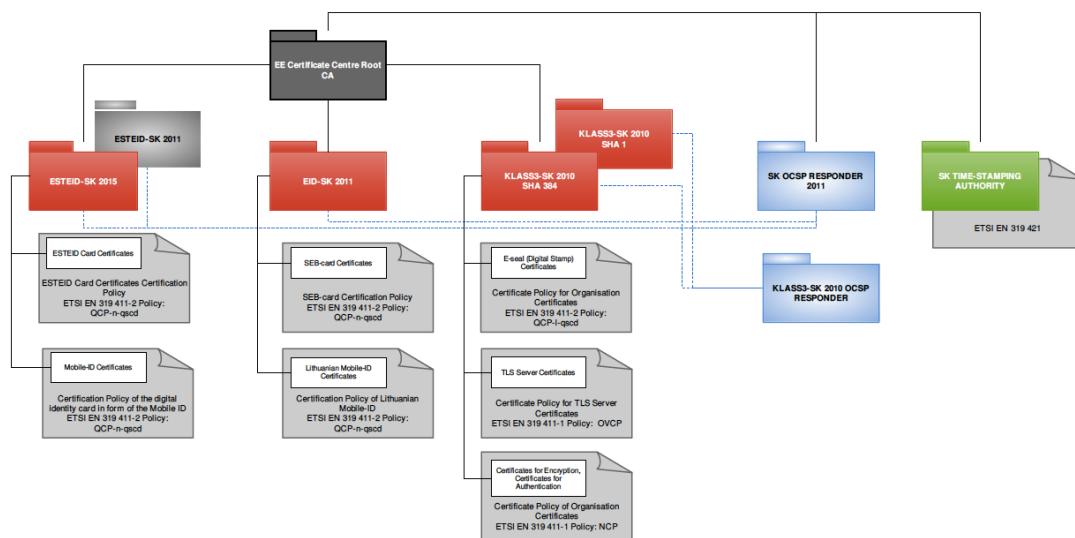 EE Certificate Centre Root
CA
ESTEID-SK 2011
ESTEID-SK 2015
EID-SK 2011
KLASS3-SK 2010
SHA 1
KLASS3-SK 2010
SHA 384
SK OCSP RESPONDER
2011
SK TIME-STAMPING
AUTHORITY
ETSI EN 319 421
KLASS3-SK 2010 OCSP
RESPONDER
ESTEID Card Certificates
ESTEID Card Certificates Certification
Policy
ETSI EN 319 411-2 Policy:
QCP-n-qscd
Mobile-ID Certificates
Certification Policy of the digital
identity card in form of the Mobile ID
ETSI EN 319 411-2 Policy:
QCP-n-qscd
SEB-card Certificates
SEB-card Certification Policy
ETSI EN 319 411-2 Policy:
QCP-n-qscd
Lithuanian Mobile-ID
Certificates
Certification Policy of Lithuanian
Mobile-ID
ETSI EN 319 411-2 Policy:
QCP-n-qscd
E-seal (Digital Stamp)
Certificates
Certificate Policy for Organisation
Certificates
ETSI EN 319 411-2 Policy:
QCP-l-qscd
TLS Server Certificates
Certificate Policy for TLS Server
Certificates
ETSI EN 319 411-1 Policy: OVCP
Certificates for Encryption,
Certificates for
Authentication
Certificate Policy of Organisation
Certificates
ETSI EN 319 411-1 Policy: NCP